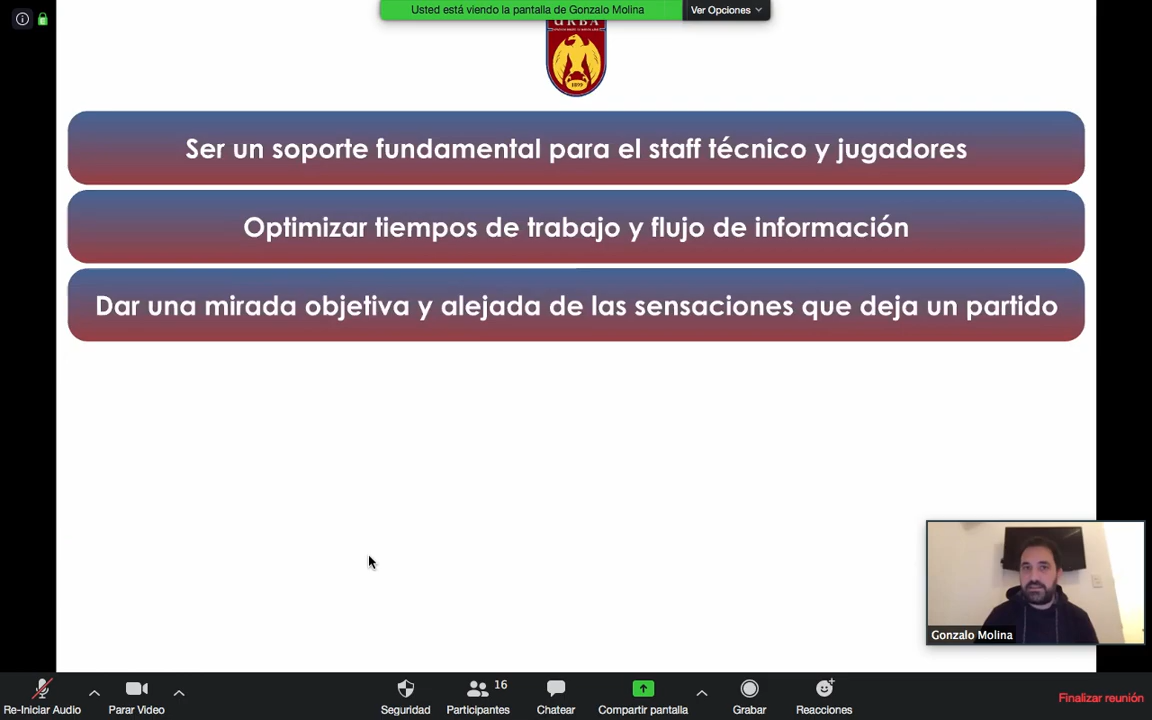 Usted está viendo la pantalla de Gonzalo Molina
Ver Opciones
URBA
1899
Ser un soporte fundamental para el staff técnico y jugadores
Optimizar tiempos de trabajo y flujo de información
Dar una mirada objetiva y alejada de las sensaciones que deja un partido
Gonzalo Molina
16
Re-Iniciar Audio
Parar Video
Seguridad
Participantes
Chatear
Compartir pantalla
Grabar
Reacciones
Finalizar reunión